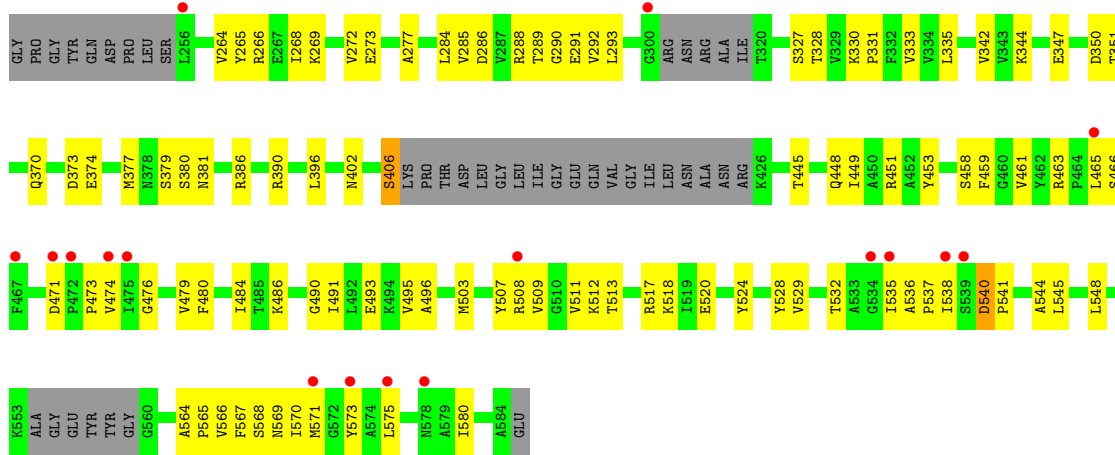 GLY PRO GLY TYR GLN ASP PRO LEU SER L256 V264 Y265 R266 E267 I268 K269 V272 E273 A277 L284 V285 D286 V287 R288 T289 G290 E291 V292 L293 G300 ARG ASN ARG ALA ILE T320 S327 T328 V329 K330 P331 F332 V333 V334 L335 V342 V343 K344 E347 D350 T351
Q370 D373 E374 M377 N378 S379 S380 N381 R386 R390 L396 N402 S406 LYS PRO THR ASP LEU GLY LEU ILE GLY GLU GLN VAL GLY ILE LEU ASN ALA ASN ARG K426 T445 Q448 I449 A450 R451 A452 Y453 S458 F459 G460 V461 Y462 R463 P464 L465 S466
F467 D471 P472 P473 V474 I475 G476 V479 F480 I484 T485 K486 G490 I491 L492 E493 K494 V495 A496 M503 Y507 R508 V509 G510 V511 K512 T513 R517 K518 I519 E520 Y524 Y528 V529 T532 A533 G534 I535 A536 P537 I538 S539 D540 P541 A544 L545 L548
K553 ALA GLY GLU TYR TYR GLY G560 A564 P565 V566 F567 S568 N569 I570 M571 G572 Y573 A574 L575 N578 A579 I580 A584 GLU